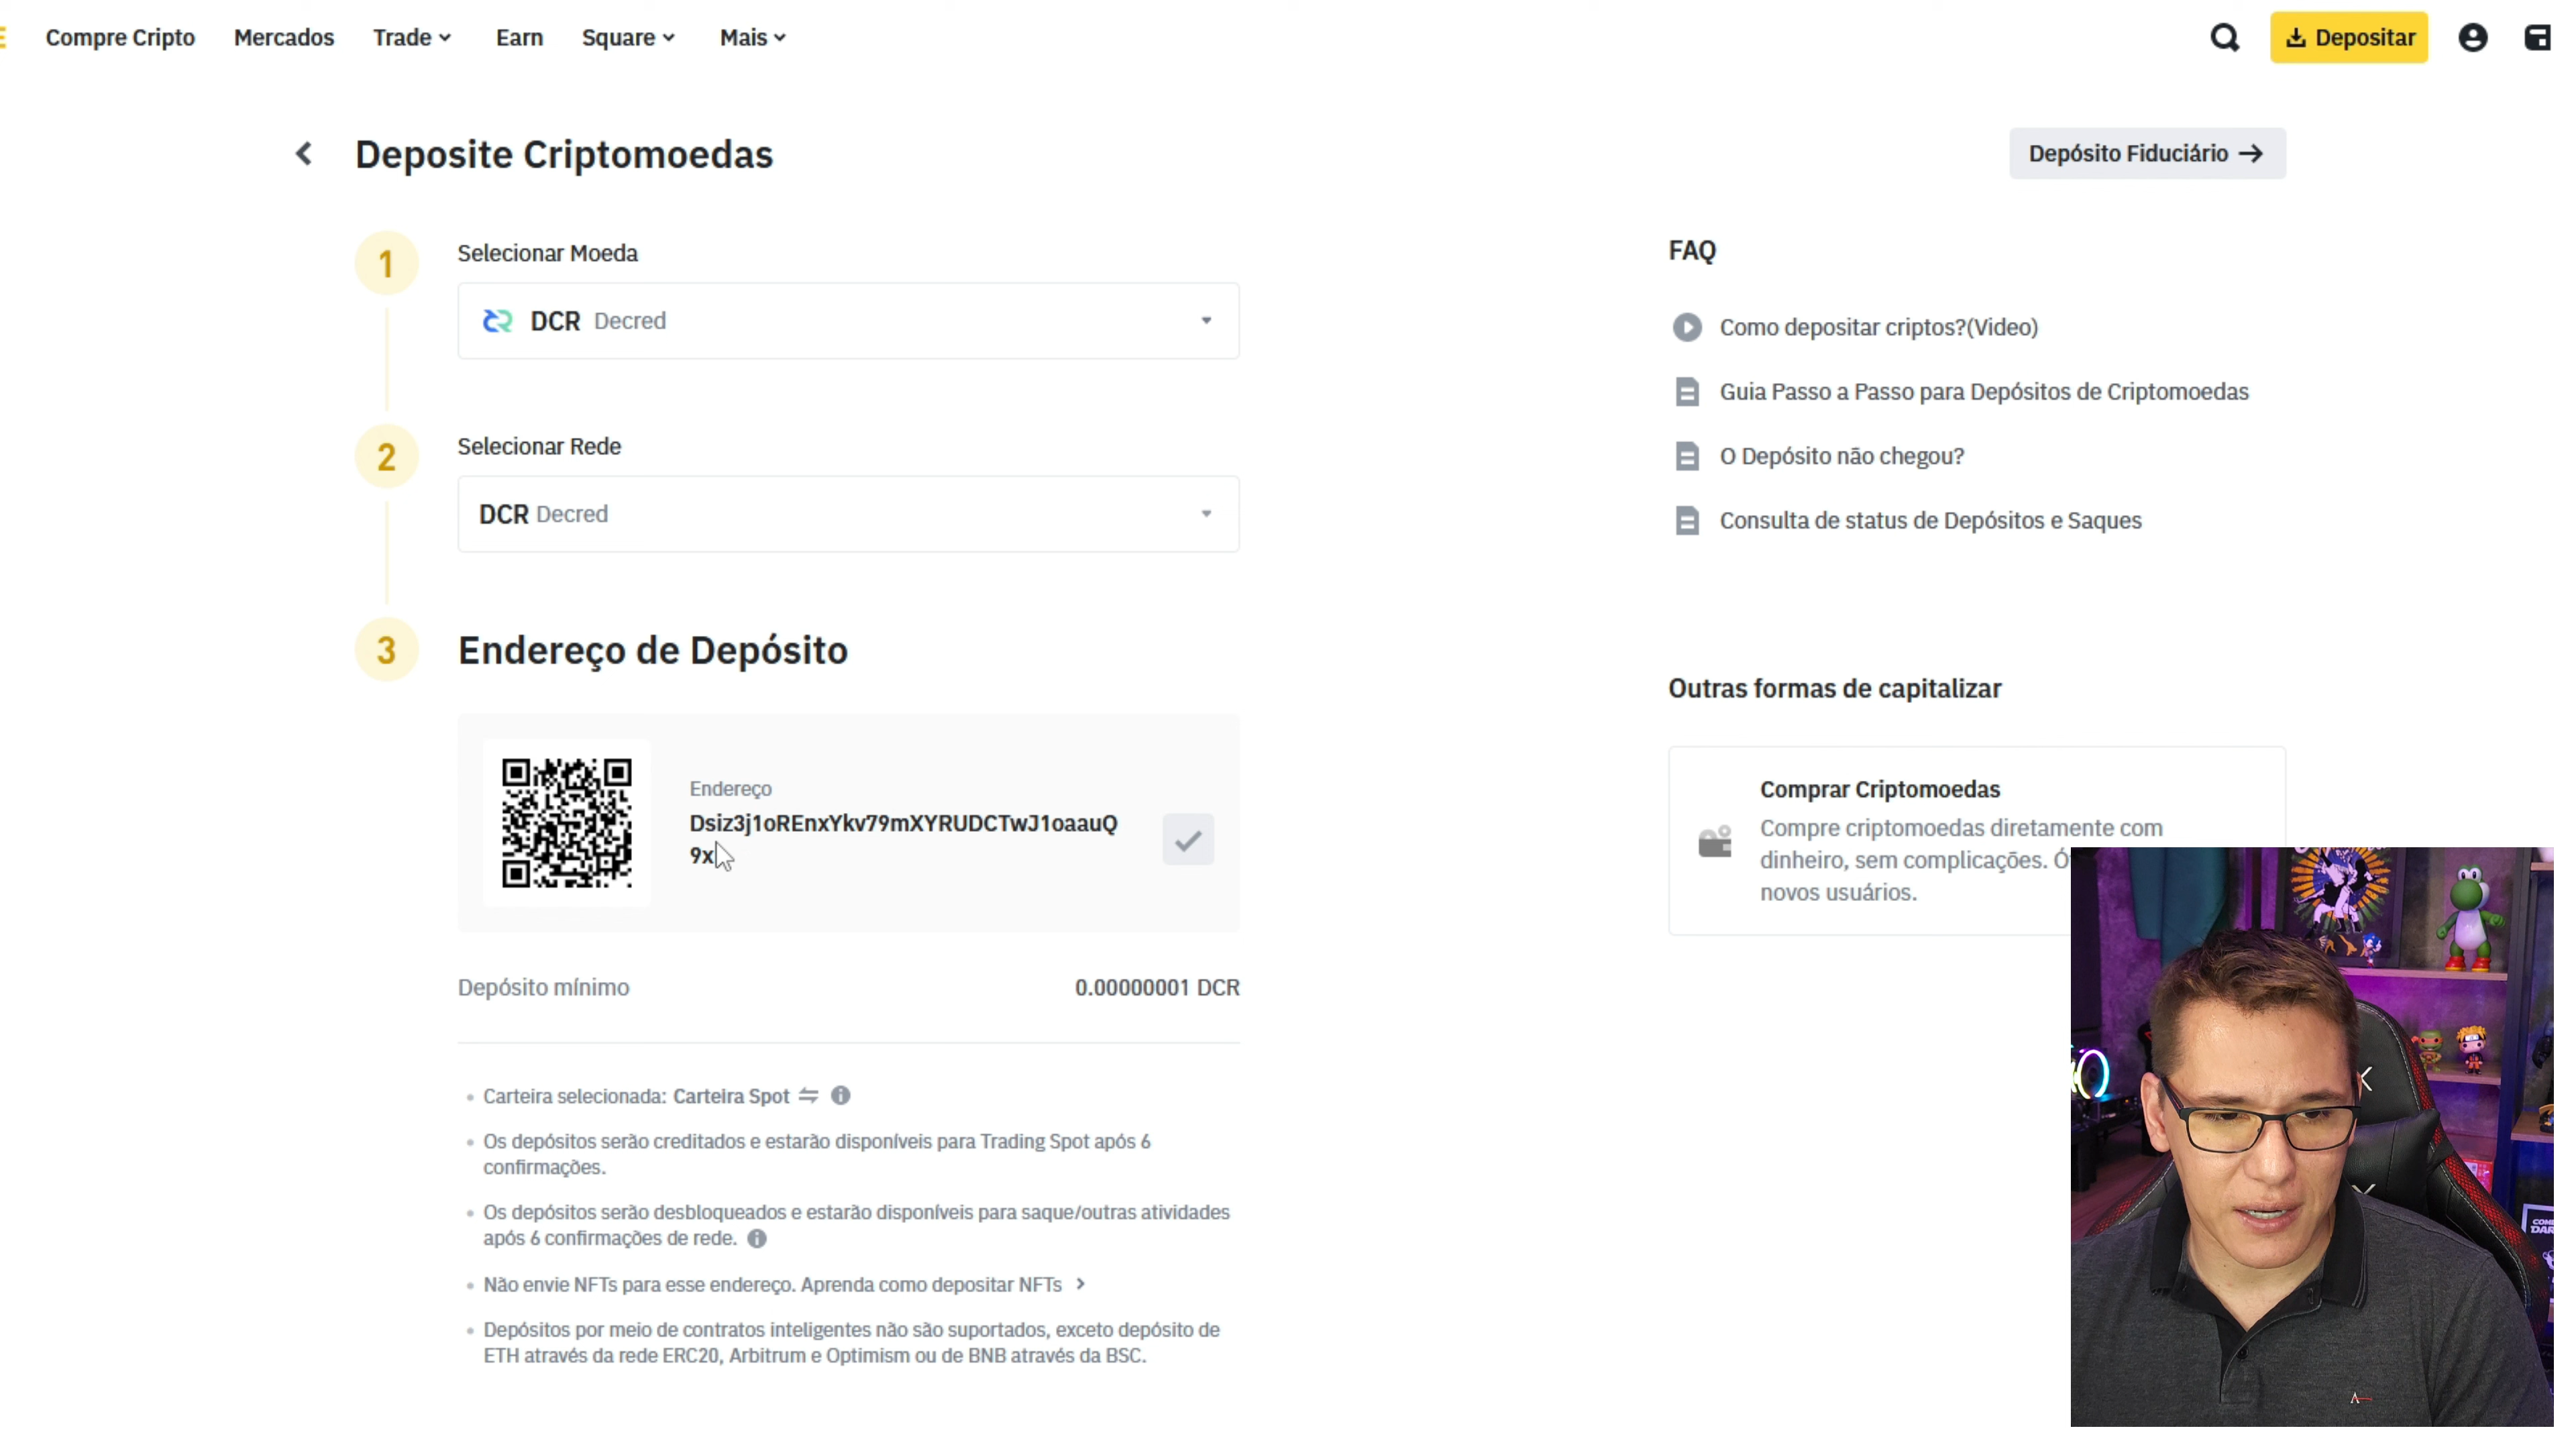 Compre Cripto Mercados Trade Earn Square Mais Depositar
Deposite Criptomoedas
Depósito Fiduciário →
1
Selecionar Moeda
DCR Decred
2
Selecionar Rede
DCR Decred
3
Endereço de Depósito
Endereço
Dsiz3j1oREnxYkv79mXYRUDCTwJ1oaauQ
9x
Depósito mínimo 0.00000001 DCR
• Carteira selecionada: Carteira Spot
• Os depósitos serão creditados e estarão disponíveis para Trading Spot após 6
confirmações.
• Os depósitos serão desbloqueados e estarão disponíveis para saque/outras atividades
após 6 confirmações de rede.
• Não envie NFTs para esse endereço. Aprenda como depositar NFTs
• Depósitos por meio de contratos inteligentes não são suportados, exceto depósito de
ETH através da rede ERC20, Arbitrum e Optimism ou de BNB através da BSC.
FAQ
Como depositar criptos?(Video)
Guia Passo a Passo para Depósitos de Criptomoedas
O Depósito não chegou?
Consulta de status de Depósitos e Saques
Outras formas de capitalizar
Comprar Criptomoedas
Compre criptomoedas diretamente com
dinheiro, sem complicações.
novos usuários.